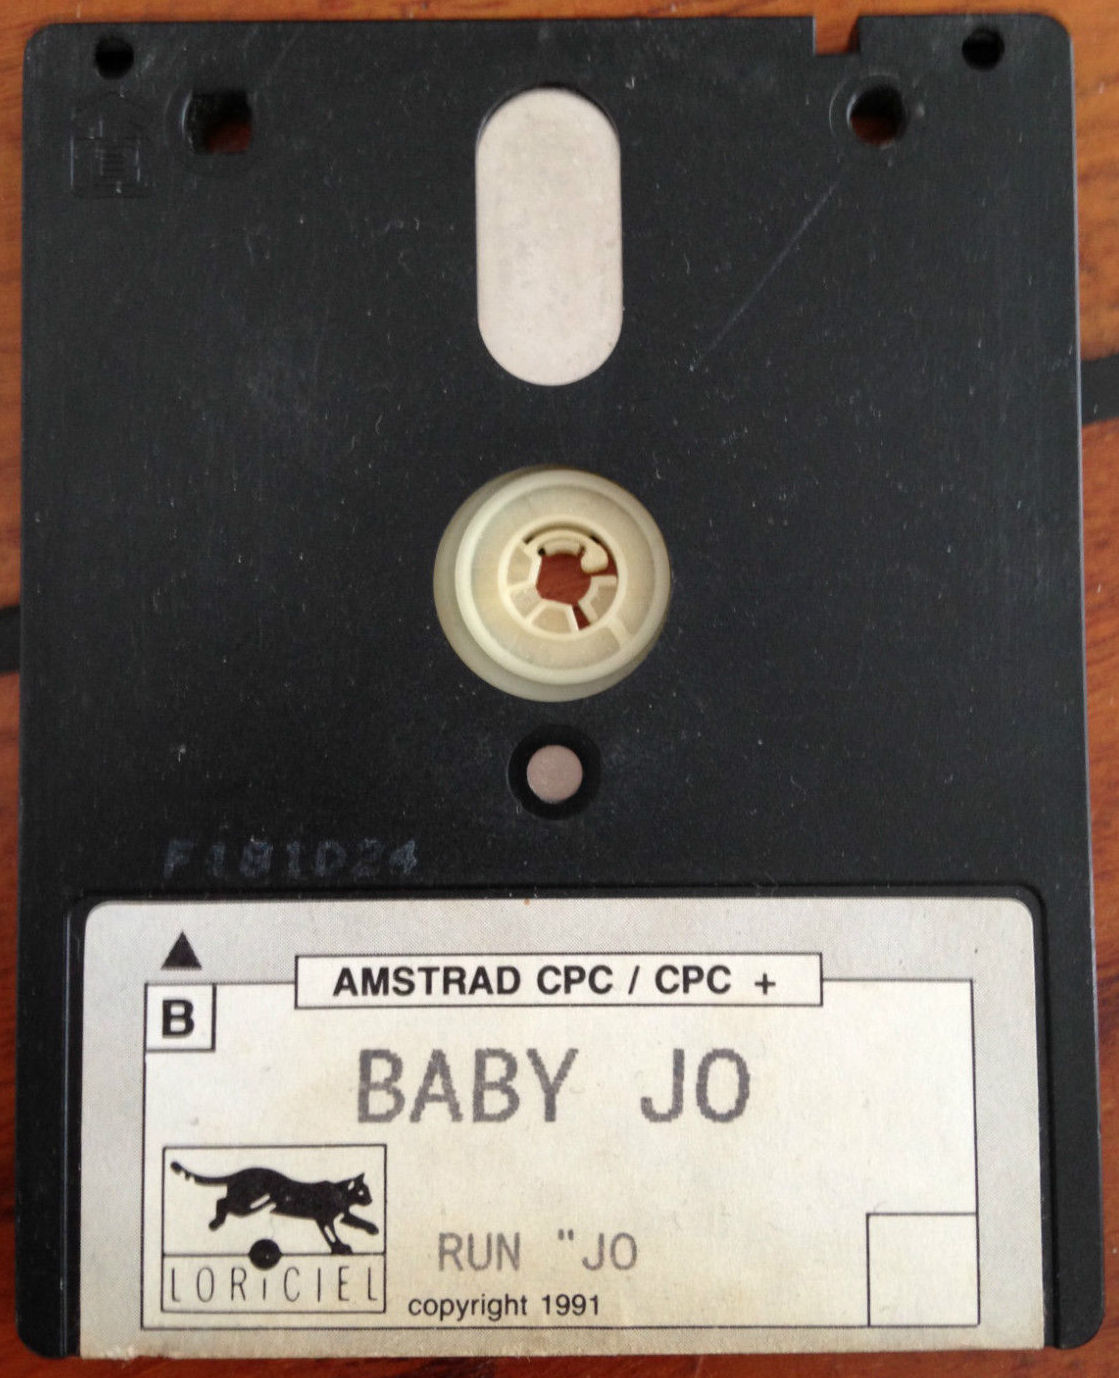 F181D24
AMSTRAD CPC / CPC +
B
BABY JO
LORiCiEL
RUN "JO
copyright 1991